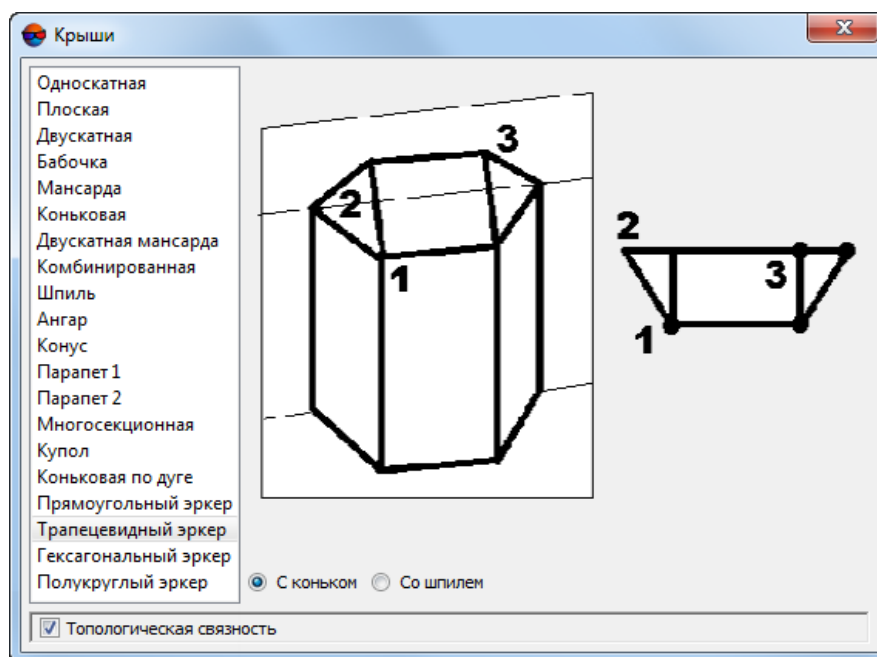 Крыши
Односкатная
Плоская
Двускатная
Бабочка
Мансарда
Коньковая
Двускатная мансарда
Комбинированная
Шпиль
Ангар
Конус
Парапет 1
Парапет 2
Многосекционная
Купол
Коньковая по дуге
Прямоугольный эркер
Трапецевидный эркер
Гексагональный эркер
Полукруглый эркер
3
2
1
2
3
1
С коньком Со шпилем
Топологическая связность